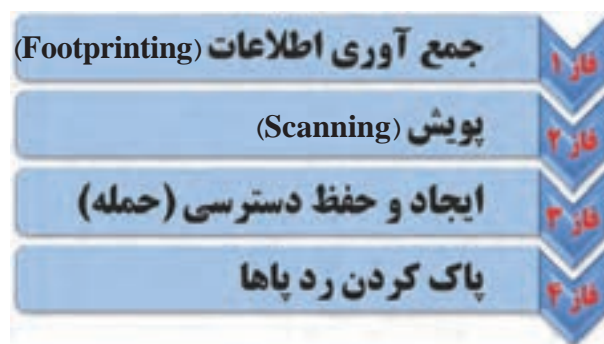 فاز ۱ جمع آوری اطلاعات (Footprinting)
فاز ۲ پویش (Scanning)
فاز ۳ ایجاد و حفظ دسترسی (حمله)
فاز ۴ پاک کردن رد پاها